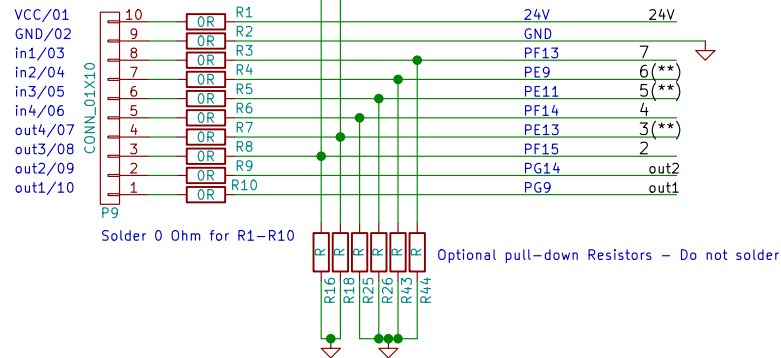 VCC/01 10 0R R1 24V 24V
GND/02 9 0R R2 GND
in1/03 8 0R R3 PF13 7
in2/04 7 0R R4 PE9 6(**)
in3/05 6 0R R5 PE11 5(**)
in4/06 5 0R R6 PF14 4
out4/07 4 0R R7 PE13 3(**)
out3/08 3 0R R8 PF15 2
out2/09 2 0R R9 PG14 out2
out1/10 1 0R R10 PG9 out1
CONN_01X10
P9
Solder 0 Ohm for R1-R10
R R R R R R
Optional pull-down Resistors - Do not solder
R16 R18 R25 R26 R43 R44